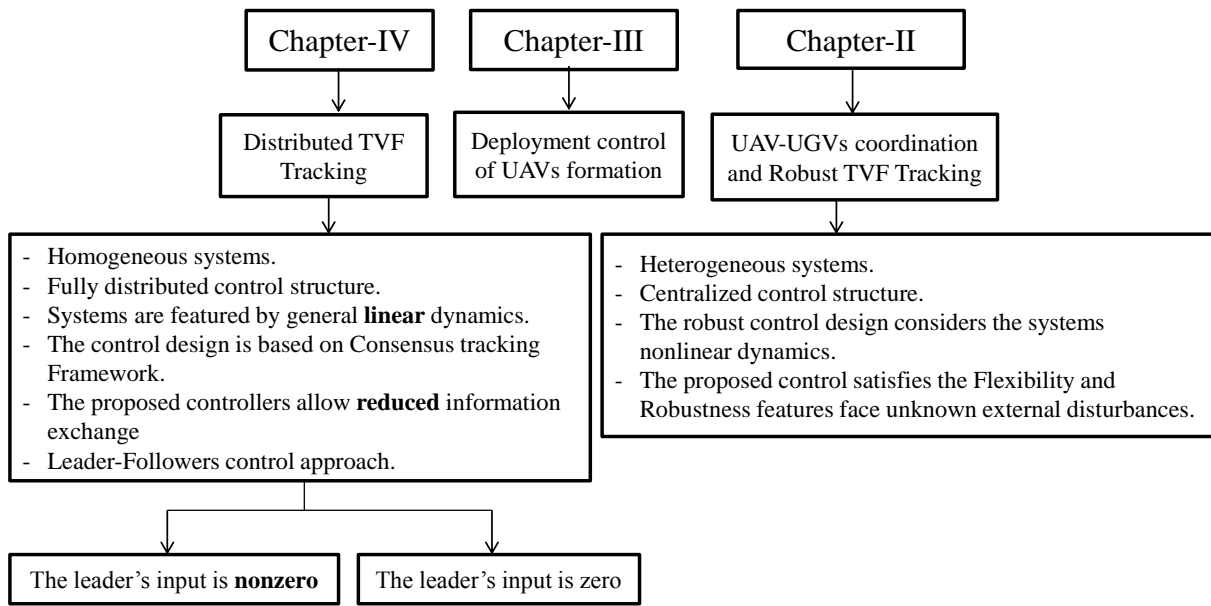 Chapter-IV
Chapter-III
Chapter-II
Distributed TVF
Tracking
Deployment control
of UAVs formation
UAV-UGVs coordination
and Robust TVF Tracking
- Homogeneous systems.
- Fully distributed control structure.
- Systems are featured by general linear dynamics.
- The control design is based on Consensus tracking
Framework.
- The proposed controllers allow reduced information
exchange
- Leader-Followers control approach.
- Heterogeneous systems.
- Centralized control structure.
- The robust control design considers the systems
nonlinear dynamics.
- The proposed control satisfies the Flexibility and
Robustness features face unknown external disturbances.
The leader’s input is nonzero
The leader’s input is zero